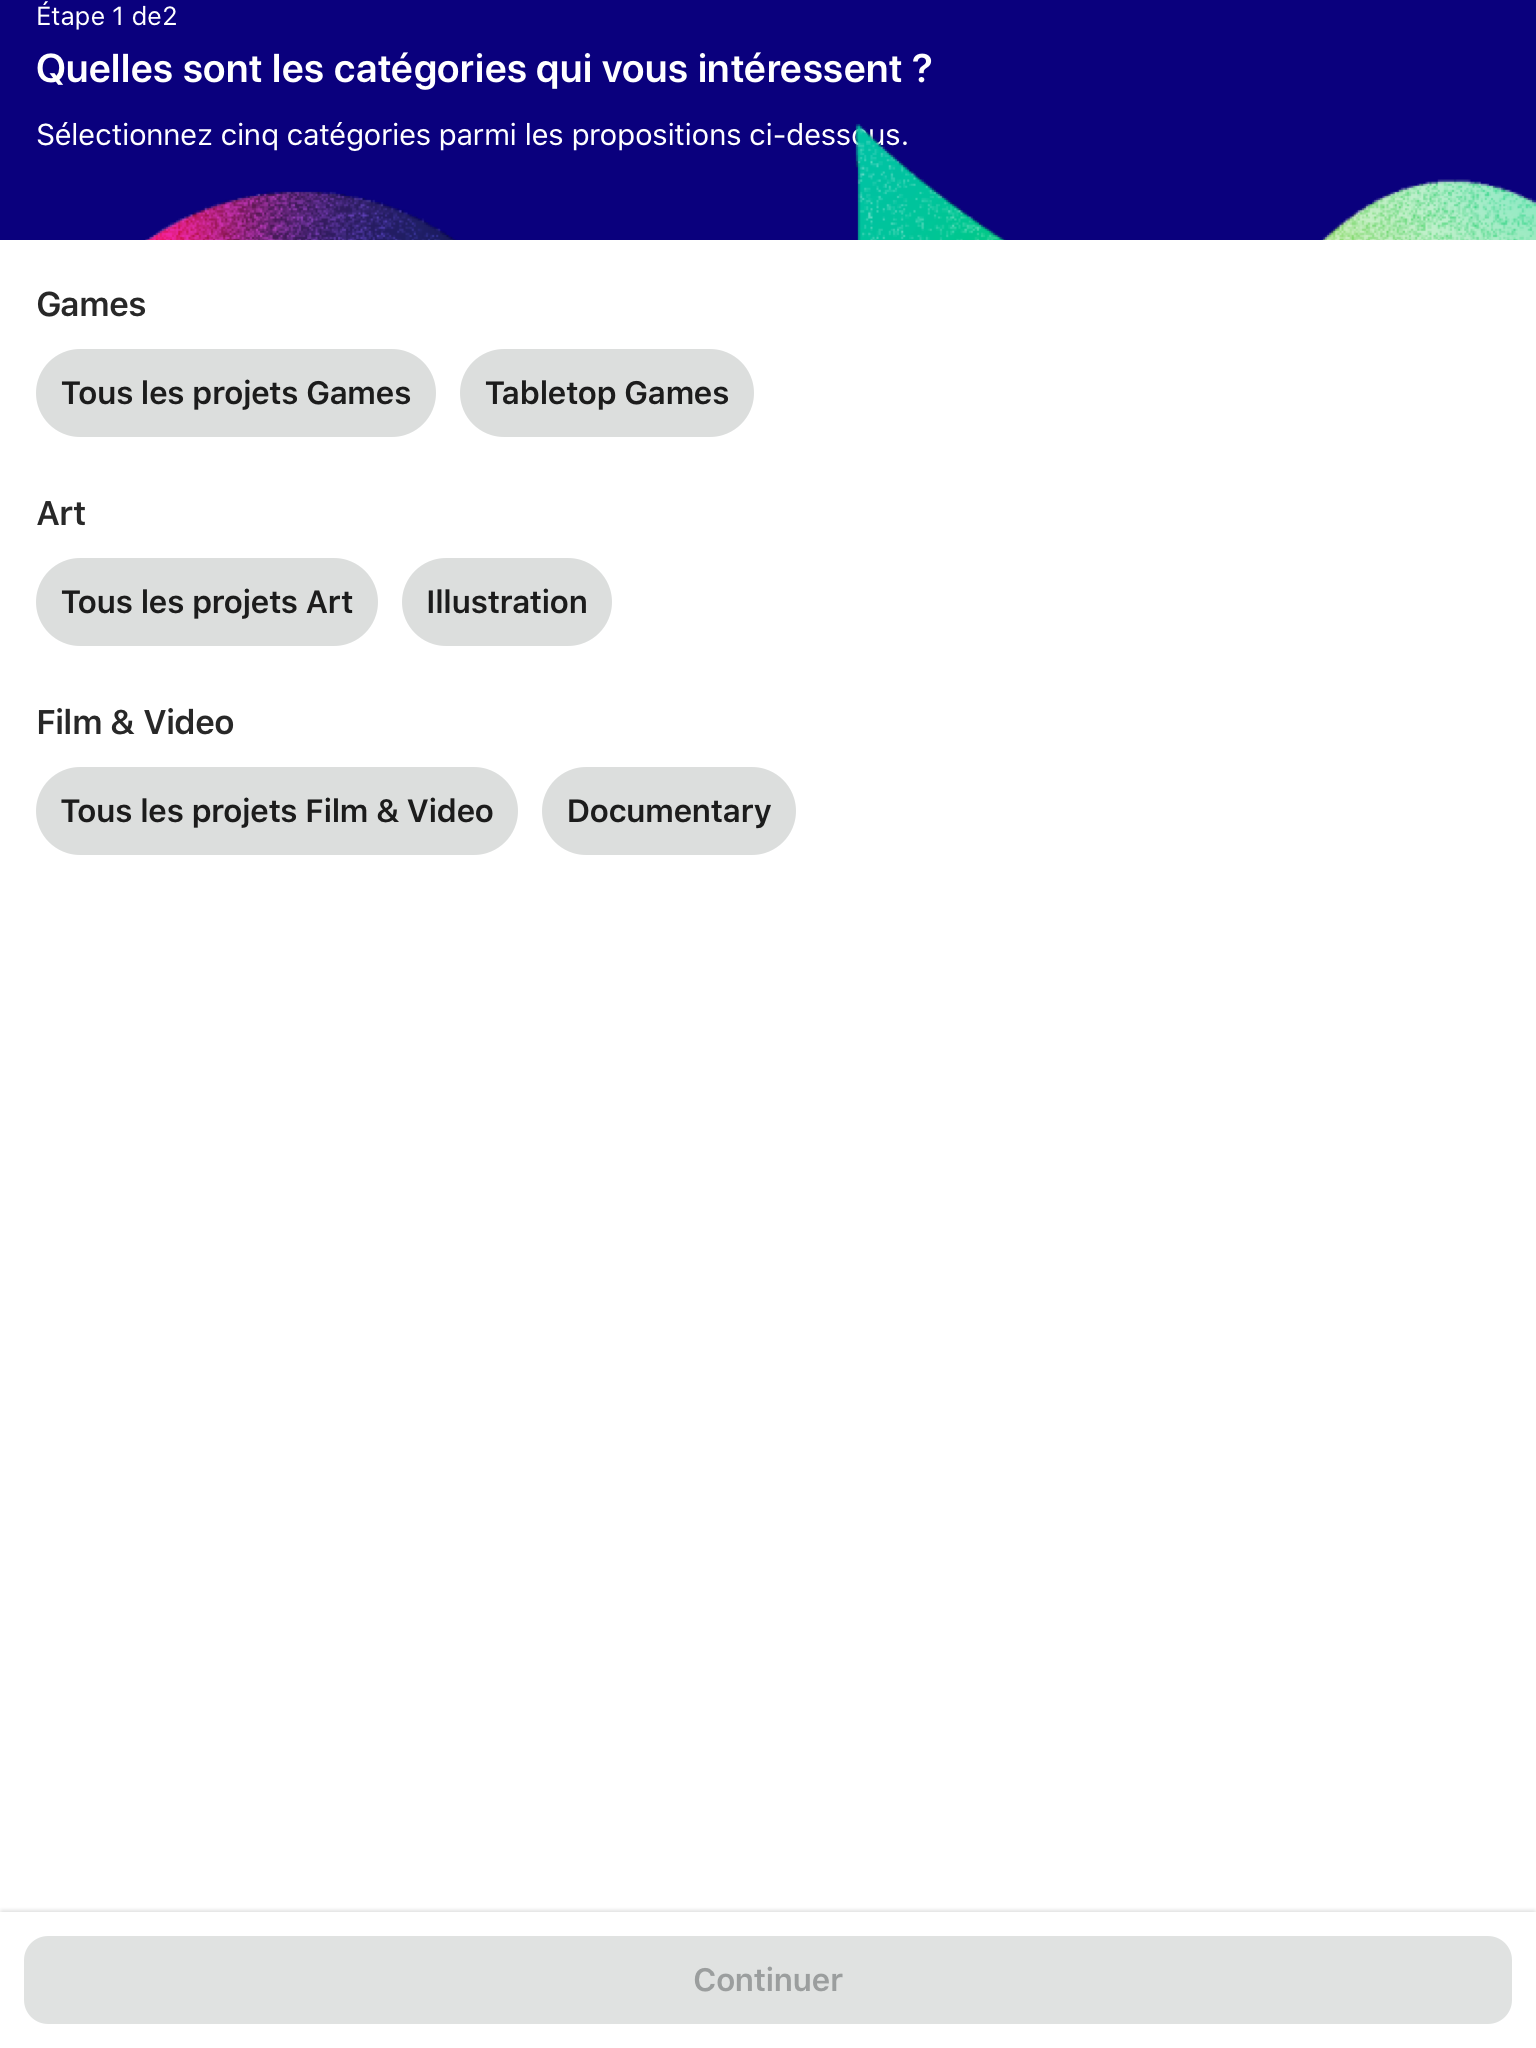 Étape 1 de2
Quelles sont les catégories qui vous intéressent ?
Sélectionnez cinq catégories parmi les propositions ci-dessous.
Games
Tous les projets Games
Tabletop Games
Art
Tous les projets Art
Illustration
Film & Video
Tous les projets Film & Video
Documentary
Continuer